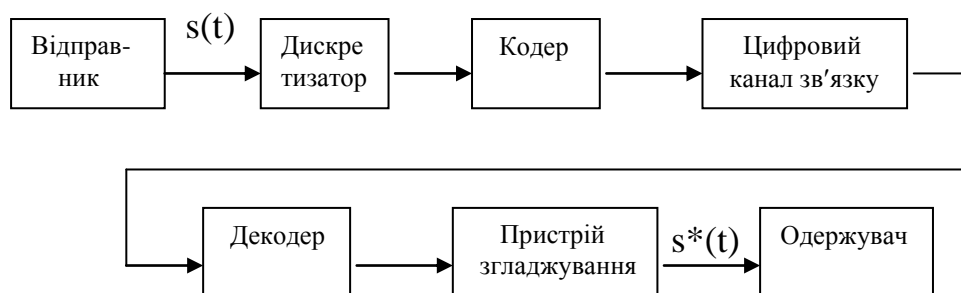 s(t)
Відправ-
ник
Дискре
тизатор
Кодер
Цифровий
канал зв′язку
Декодер
Пристрій
згладжування
s*(t)
Одержувач